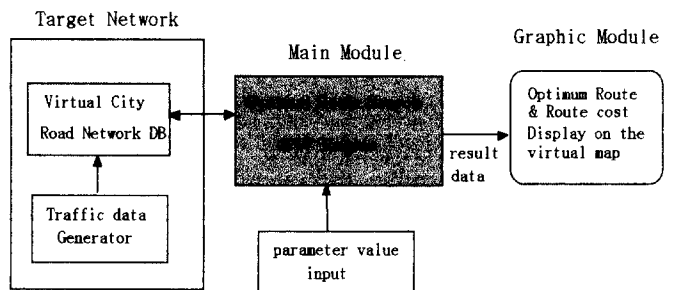 Target Network
Main Module
Graphic Module
Virtual City
Road Network DB
Optimum Route
& Route cost
Display on the
virtual map
result
data
Traffic data
Generator
parameter value
input